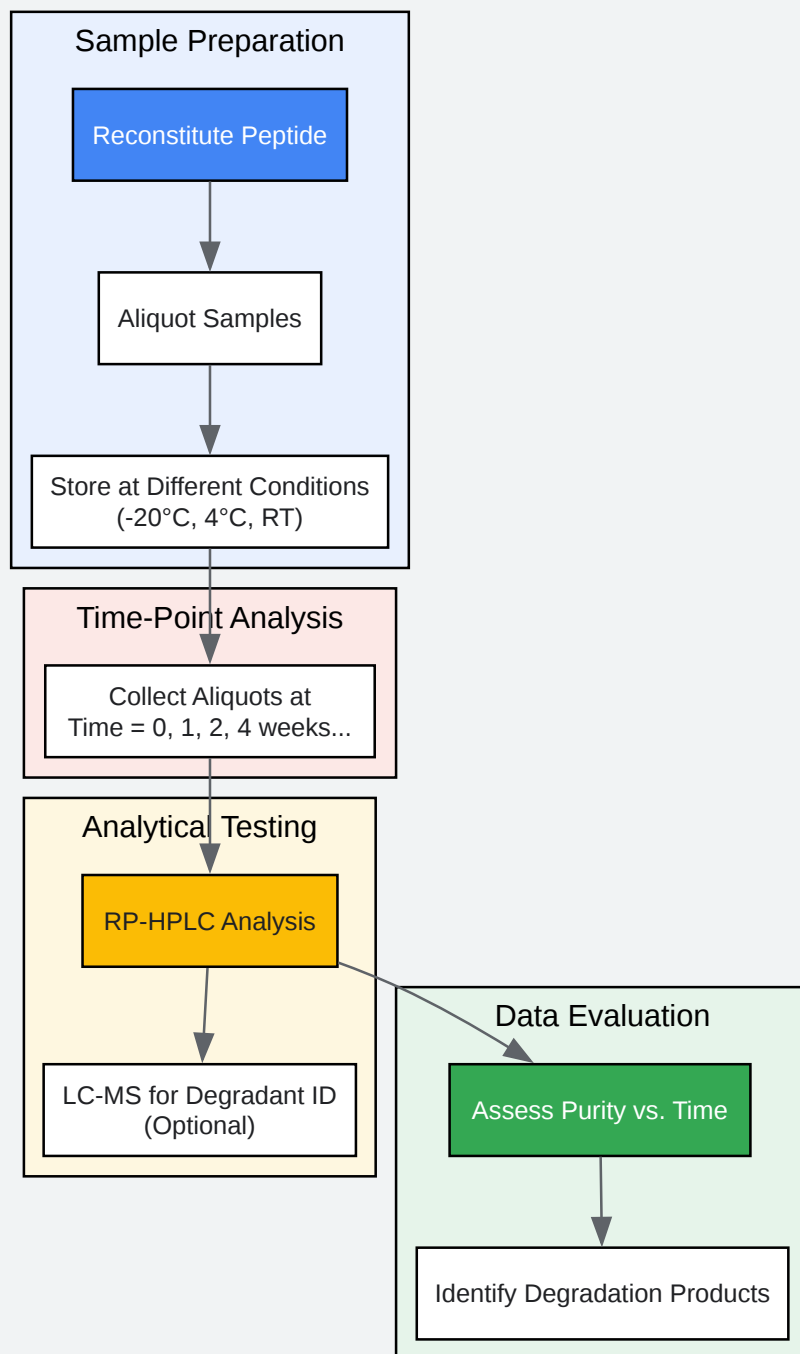 Sample Preparation
Reconstitute Peptide
Aliquot Samples
Store at Different Conditions
(-20°C, 4°C, RT)
Time-Point Analysis
Collect Aliquots at
Time = 0, 1, 2, 4 weeks...
Analytical Testing
RP-HPLC Analysis
LC-MS for Degradant ID
(Optional)
Data Evaluation
Assess Purity vs. Time
Identify Degradation Products